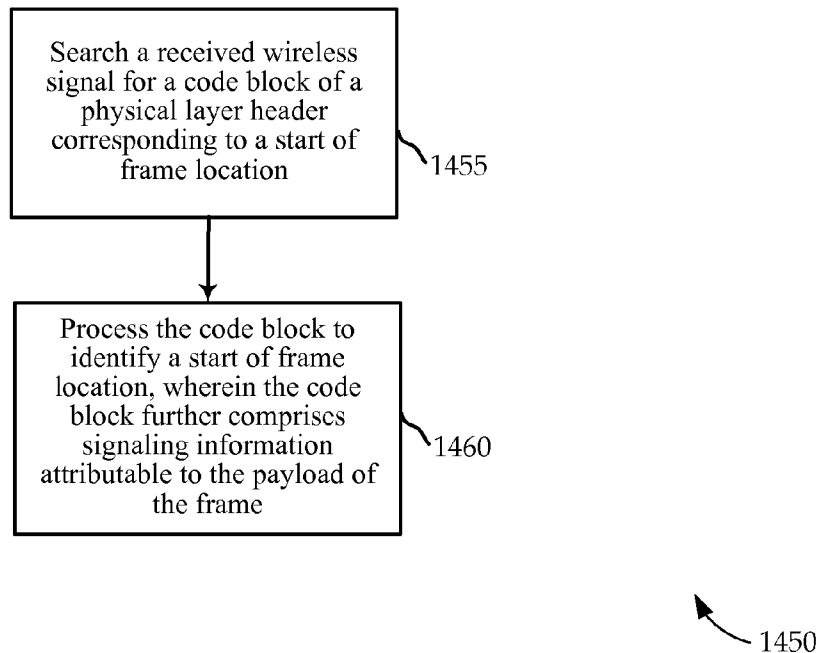 Search a received wireless
signal for a code block of a
physical layer header
corresponding to a start of
frame location
1455
Process the code block to
identify a start of frame
location, wherein the code
block further comprises
signaling information
attributable to the payload of
the frame
1460
1450